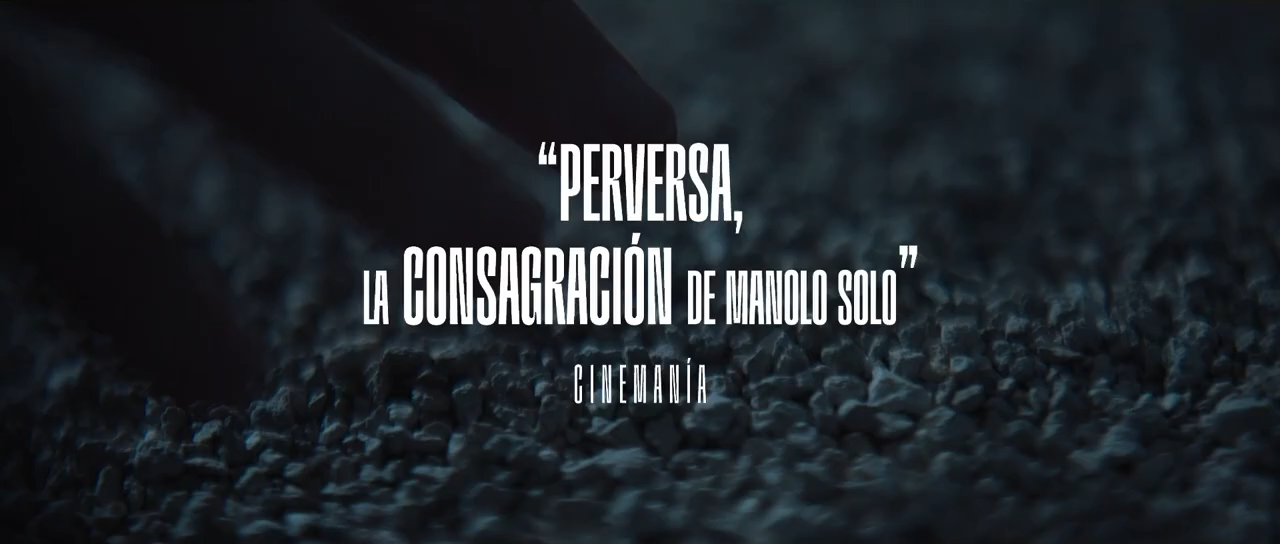 “PERVERSA,
LA CONSAGRACIÓN DE MANOLO SOLO”
CINEMANÍA